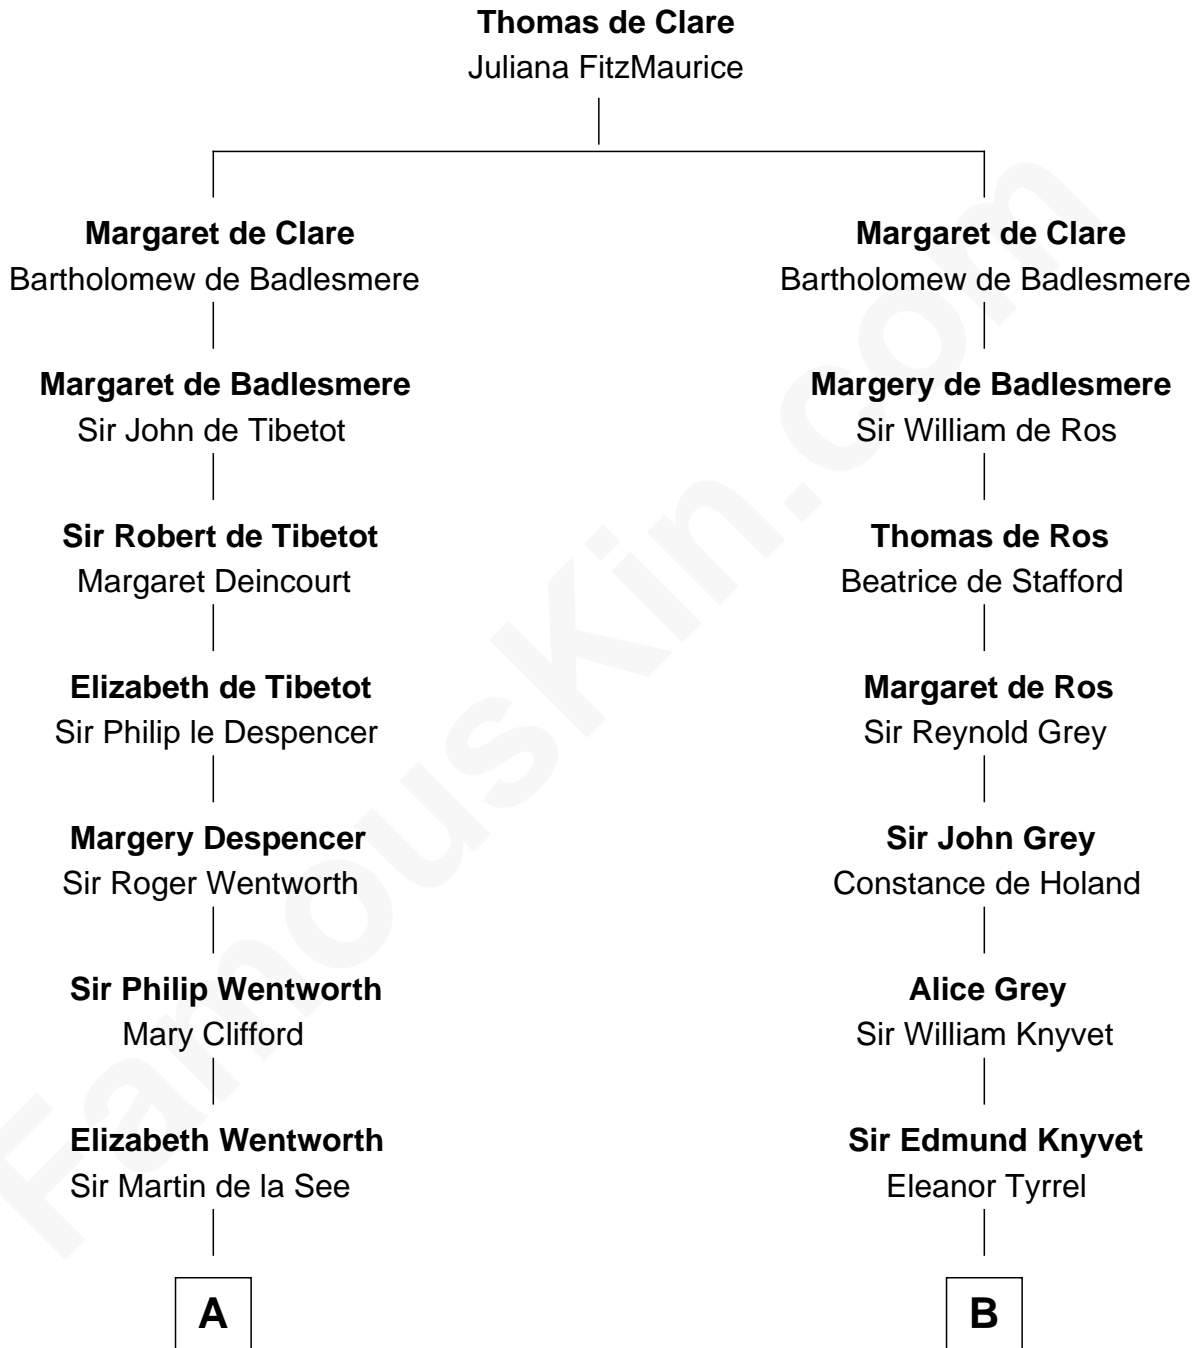 Thomas de Clare
Juliana FitzMaurice
Margaret de Clare
Bartholomew de Badlesmere
Margaret de Clare
Bartholomew de Badlesmere
Margaret de Badlesmere
Sir John de Tibetot
Margery de Badlesmere
Sir William de Ros
Sir Robert de Tibetot
Margaret Deincourt
Thomas de Ros
Beatrice de Stafford
Elizabeth de Tibetot
Sir Philip le Despencer
Margaret de Ros
Sir Reynold Grey
Margery Despencer
Sir Roger Wentworth
Sir John Grey
Constance de Holand
Sir Philip Wentworth
Mary Clifford
Alice Grey
Sir William Knyvet
Elizabeth Wentworth
Sir Martin de la See
Sir Edmund Knyvet
Eleanor Tyrrel
A
B
FamousKin.com